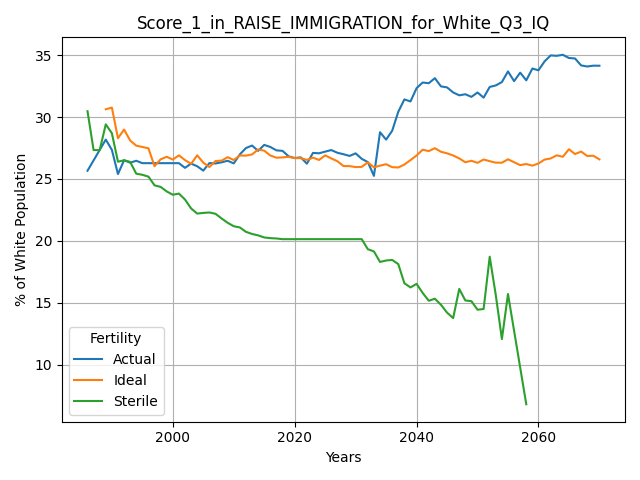 Score_1_in_RAISE_IMMIGRATION_for_White_Q3_IQ
% of White Population
35
30
25
20
15
10
Fertility
Actual
Ideal
Sterile
2000 2020 2040 2060
Years